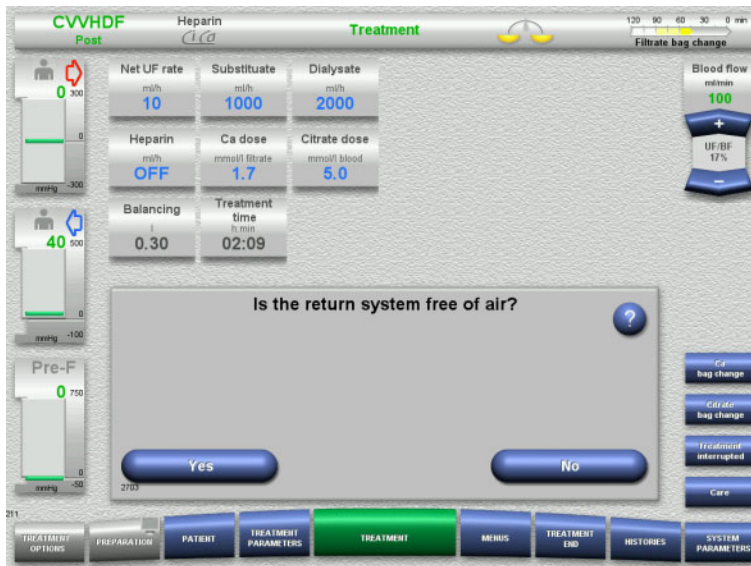 CVVHDF
Post
Heparin
Ci Ca
Treatment
120 90 60 30 0 min
Filtrate bag change
0
300
0
mmHg
-300
Net UF rate
ml/h
10
Substituate
ml/h
1000
Dialysate
ml/h
2000
Blood flow
ml/min
100
+
UF/BF
17%
–
Heparin
ml/h
OFF
Ca dose
mmol/l filtrate
1.7
Citrate dose
mmol/l blood
5.0
Balancing
l
0.30
Treatment
time
h:min
02:09
40
500
0
mmHg
-100
Is the return system free of air?
?
Yes
No
2703
Pre-F
0
750
0
mmHg
-50
Ca
bag change
Citrate
bag change
Treatment
interrupted
Care
211
TREATMENT
OPTIONS
PREPARATION
PATIENT
TREATMENT
PARAMETERS
TREATMENT
MENUS
TREATMENT
END
HISTORIES
SYSTEM
PARAMETERS